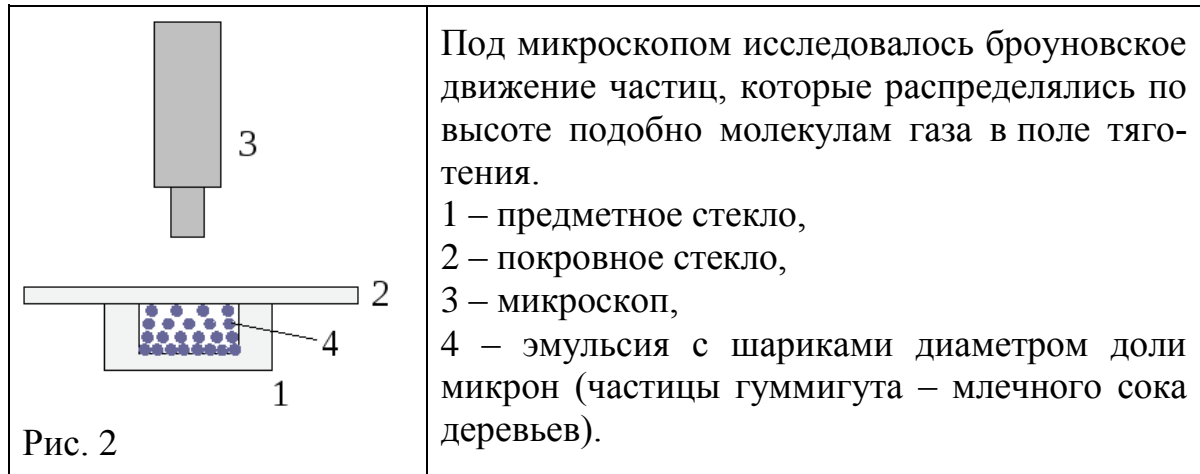 3
2
4
1
Рис. 2
Под микроскопом исследовалось броуновское
движение частиц, которые распределялись по
высоте подобно молекулам газа в поле тяго-
тения.
1 – предметное стекло,
2 – покровное стекло,
3 – микроскоп,
4 – эмульсия с шариками диаметром доли
микрон (частицы гуммигута – млечного сока
деревьев).